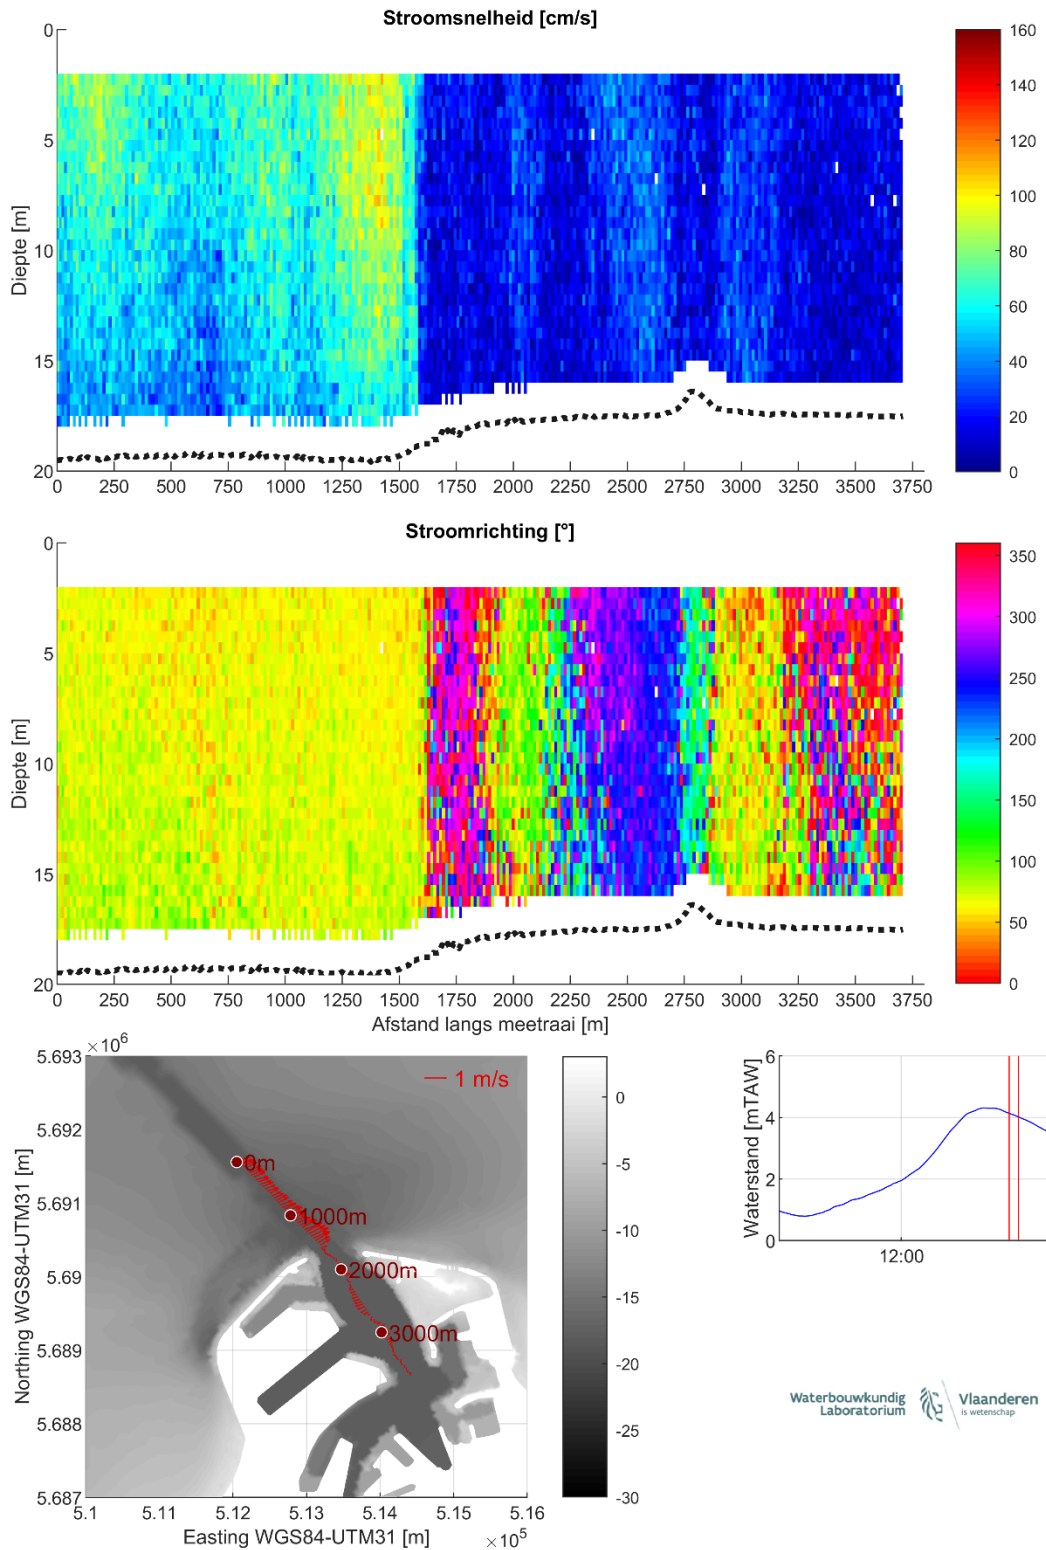 Stroomsnelheid [cm/s]
Diepte [m]
0
5
10
15
20
0 250 500 750 1000 1250 1500 1750 2000 2250 2500 2750 3000 3250 3500 3750
160
140
120
100
80
60
40
20
0
Stroomrichting [°]
Diepte [m]
0
5
10
15
20
0 250 500 750 1000 1250 1500 1750 2000 2250 2500 2750 3000 3250 3500 3750
Afstand langs meetraai [m]
350
300
250
200
150
100
50
0
×10⁶
Northing WGS84-UTM31 [m]
5.693
5.692
5.691
5.69
5.689
5.688
5.687
5.1 5.11 5.12 5.13 5.14 5.15 5.16
Easting WGS84-UTM31 [m]
×10⁵
1 m/s
0m
1000m
2000m
3000m
0
-5
-10
-15
-20
-25
-30
Waterstand [mTAW]
6
4
2
0
12:00
Waterbouwkundig
Laboratorium
Vlaanderen
is wetenschap